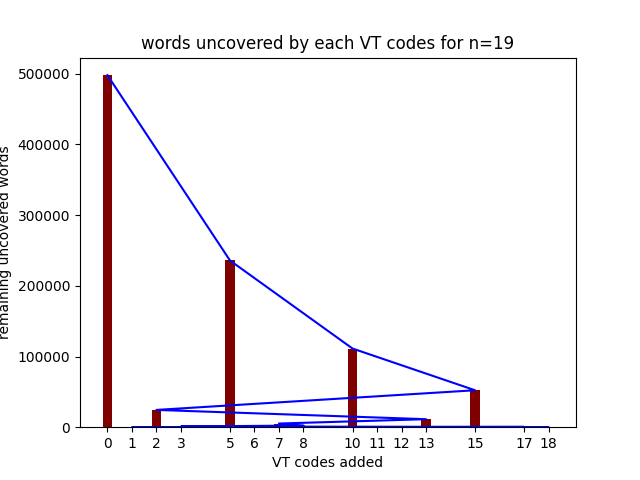 words uncovered by each VT codes for n=19
500000
400000
300000
200000
100000
0
remaining uncovered words
0 1 2 3 5 6 7 8 10 11 12 13 15 17 18
VT codes added